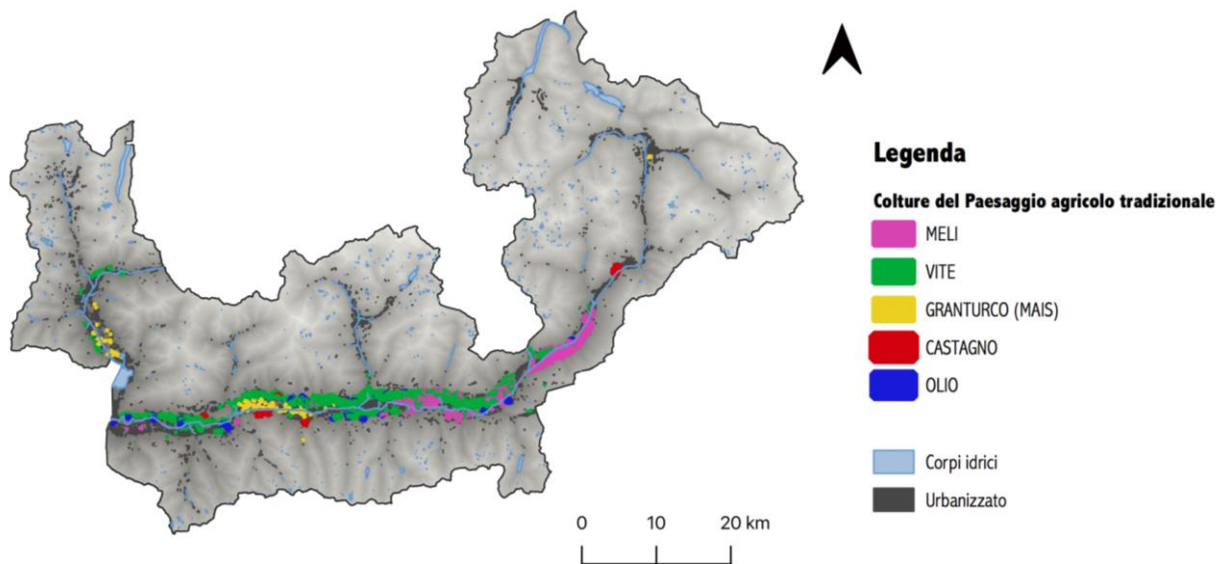 Legenda
Colture del Paesaggio agricolo tradizionale
MELI
VITE
GRANTURCO (MAIS)
CASTAGNO
OLIO
Corpi idrici
Urbanizzato
0 10 20 km